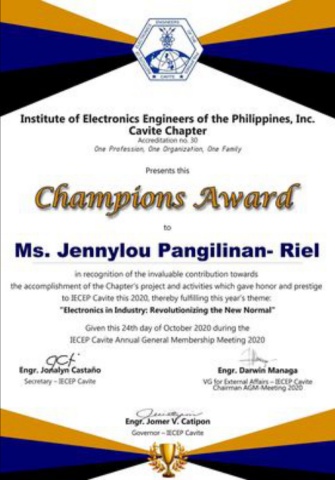 CAVITE
Institute of Electronics Engineers of the Philippines, Inc.
Cavite Chapter
Accreditation no. 30
One Profession, One Organization, One Family
Presents this
Champions Award
to
Ms. Jennylou Pangilinan- Riel
in recognition of the invaluable contribution towards
the accomplishment of the Chapter's project and activities which gave honor and prestige
to IECEP Cavite this 2020, thereby fulfilling this year's theme:
"Electronics in Industry: Revolutionizing the New Normal"
Given this 24th day of October 2020 during the
IECEP Cavite Annual General Membership Meeting 2020
Engr. Jonalyn Castaño
Secretary – IECEP Cavite
Engr. Darwin Managa
VG for External Affairs – IECEP Cavite
Chairman AGM-Meeting 2020
Engr. Jomer V. Catipon
Governor – IECEP Cavite